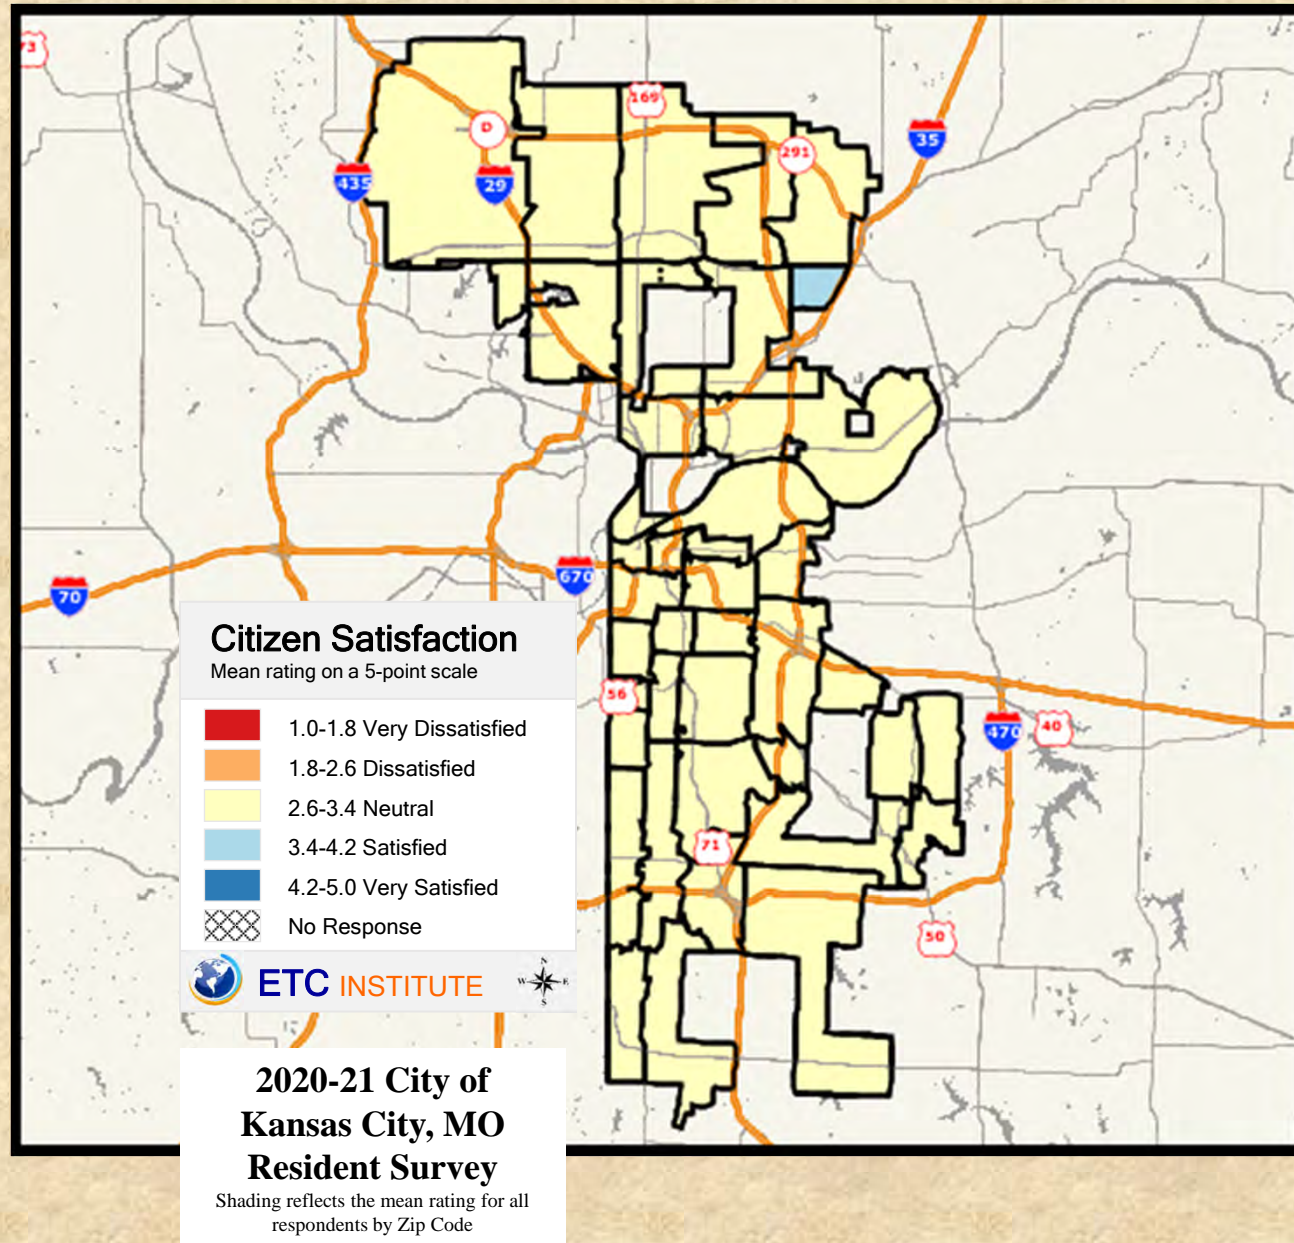 73
169
D
291
35
435
29
70
670
56
40
470
71
50
Citizen Satisfaction
Mean rating on a 5-point scale
1.0-1.8 Very Dissatisfied
1.8-2.6 Dissatisfied
2.6-3.4 Neutral
3.4-4.2 Satisfied
4.2-5.0 Very Satisfied
No Response
ETC INSTITUTE
N
W E
S
2020-21 City of
Kansas City, MO
Resident Survey
Shading reflects the mean rating for all
respondents by Zip Code